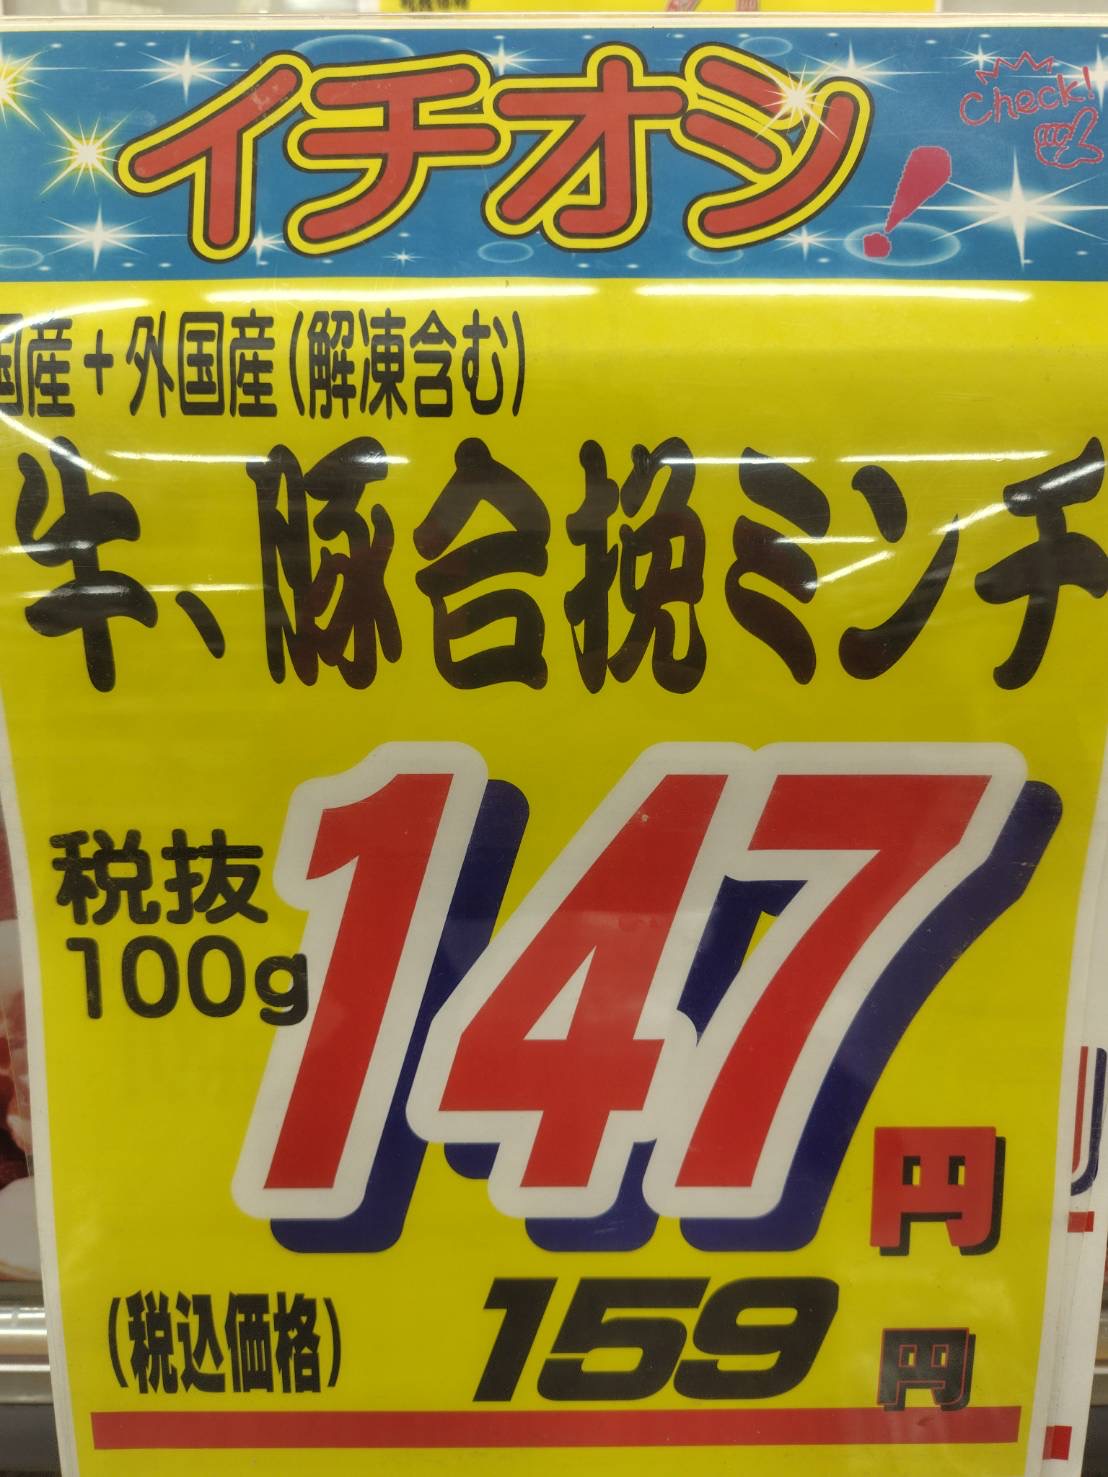 イチオシ!
Check!
国産+外国産(解凍含む)
牛、豚合挽ミンチ
税抜
100g
147円
(税込価格)
159円